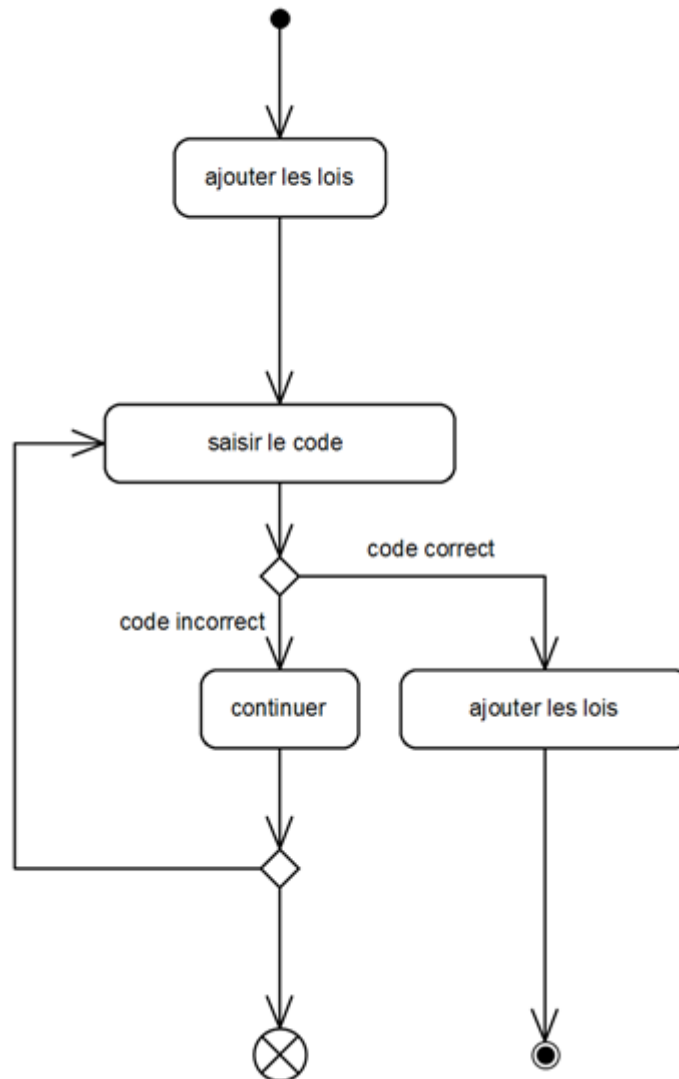 ajouter les lois
saisir le code
code correct
code incorrect
continuer
ajouter les lois